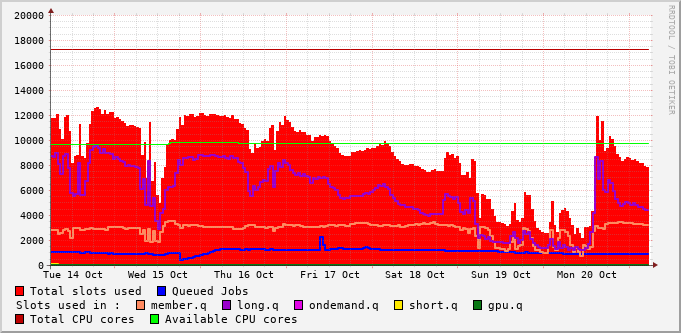 20000
18000
16000
14000
12000
10000
8000
6000
4000
2000
0
Tue 14 Oct Wed 15 Oct Thu 16 Oct Fri 17 Oct Sat 18 Oct Sun 19 Oct Mon 20 Oct
Total slots used Queued Jobs
Slots used in : member.q long.q ondemand.q short.q gpu.q
Total CPU cores Available CPU cores
RRDTOOL / TOBI OETIKER